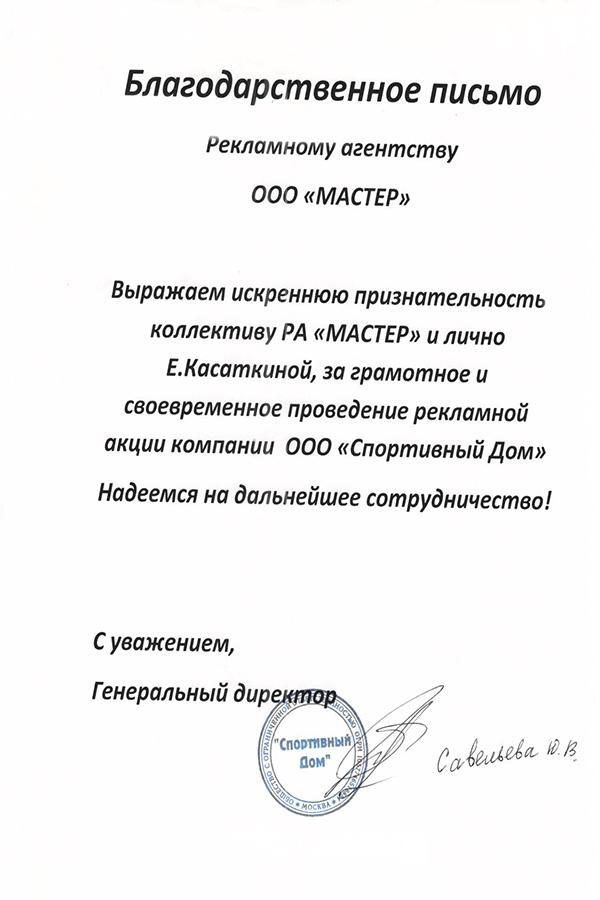 Благодарственное письмо
Рекламному агентству
ООО «МАСТЕР»
Выражаем искреннюю признательность
коллективу РА «МАСТЕР» и лично
Е.Касаткиной, за грамотное и
своевременное проведение рекламной
акции компании ООО «Спортивный Дом»
Надеемся на дальнейшее сотрудничество!
С уважением,
Генеральный директор
ОБЩЕСТВО С ОГРАНИЧЕННОЙ ОТВЕТСТВЕННОСТЬЮ ОГРН
"Спортивный
Дом"
* МОСКВА *
Савельева Ю.В.